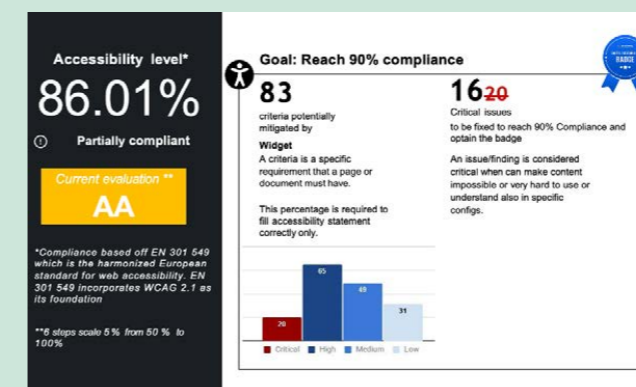 Accessibility level*
86.01%
Partially compliant
Current evaluation **
AA
*Compliance based off EN 301 549
which is the harmonized European
standard for web accessibility. EN
301 549 incorporates WCAG 2.1 as
its foundation
**6 steps scale 5 % from 50 % to
100%
Goal: Reach 90% compliance
83
criteria potentially
mitigated by
Widget
A criteria is a specific
requirement that a page or
document must have.
This percentage is required to
fill accessibility statement
correctly only.
16 20
Critical issues
to be fixed to reach 90% Compliance and
optain the badge
An issue/finding is considered
critical when can make content
impossible or very hard to use or
understand also in specific
configs.
BADGE
20
65
49
31
Critical High Medium Low